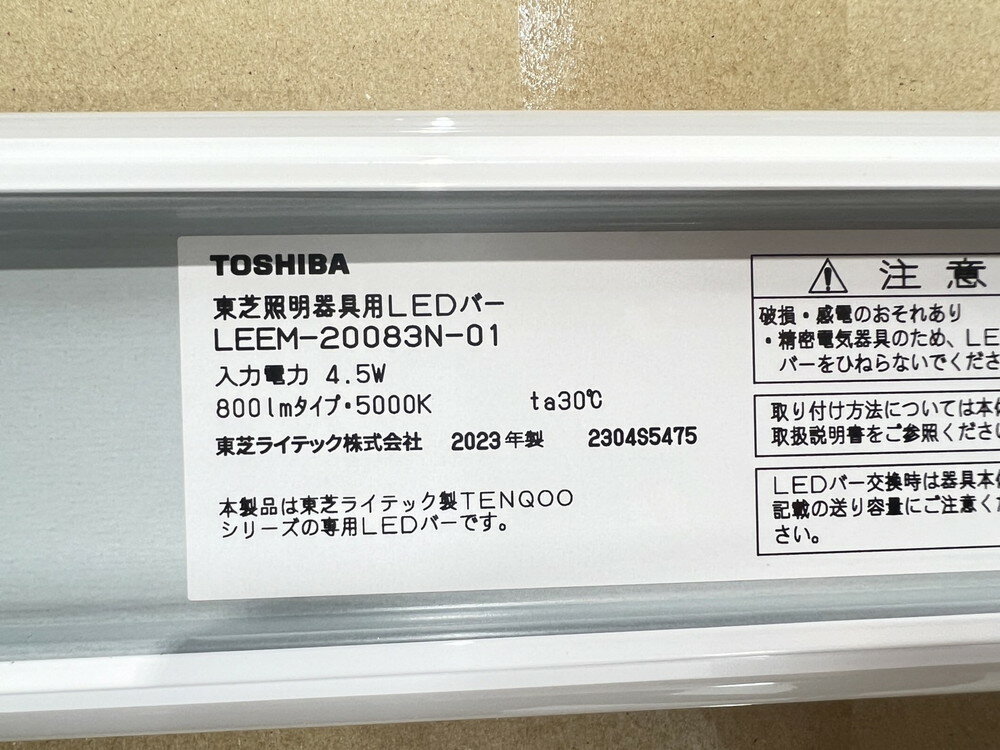 TOSHIBA
東芝照明器具用LEDバー
LEEM-20083N-01
入力電力 4.5W
800lmタイプ・5000K ta30℃
東芝ライテック株式会社 2023年製 2304S5475
本製品は東芝ライテック製TENQOO
シリーズの専用LEDバーです。
⚠ 注意
破損・感電のおそれあり
・精密電気器具のため、LE
バーをひねらないでくださ
取り付け方法については本体
取扱説明書をご参照くださ
LEDバー交換時は器具本体
記載の送り容量にご注意く
さい。